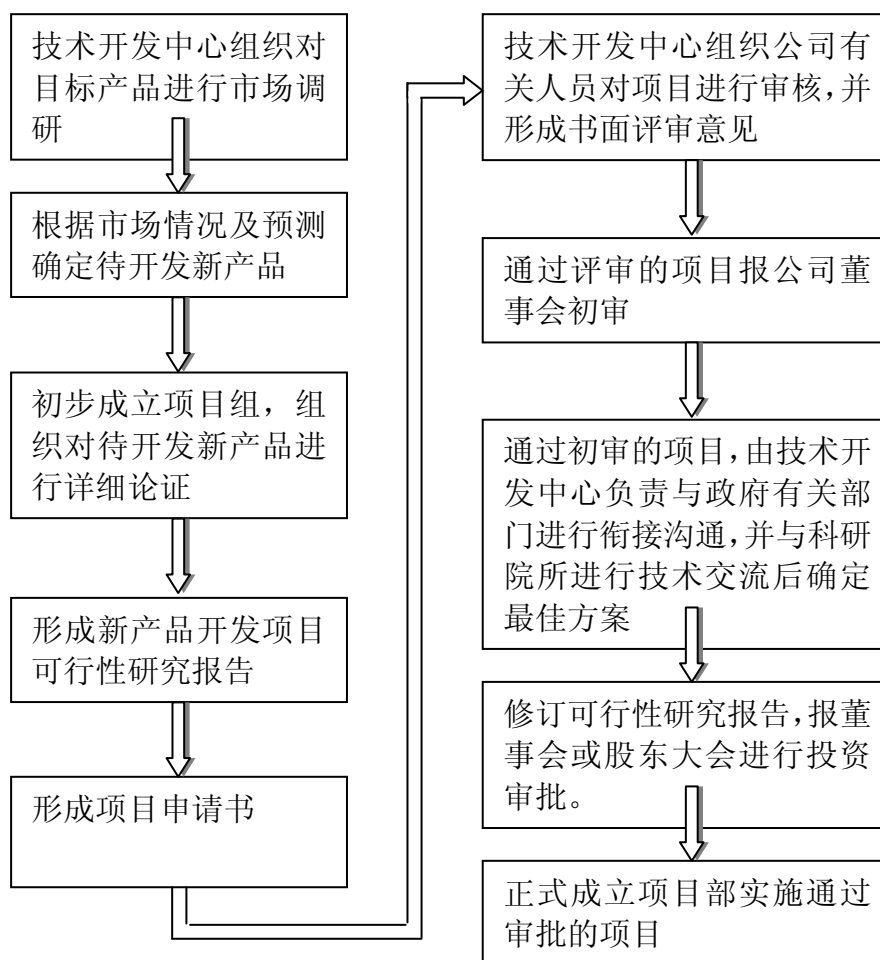 技术开发中心组织对
目标产品进行市场调
研
根据市场情况及预测
确定待开发新产品
初步成立项目组，组
织对待开发新产品进
行详细论证
形成新产品开发项目
可行性研究报告
形成项目申请书
技术开发中心组织公司有
关人员对项目进行审核，并
形成书面评审意见
通过评审的项目报公司董
事会初审
通过初审的项目，由技术开
发中心负责与政府有关部
门进行衔接沟通，并与科研
院所进行技术交流后确定
最佳方案
修订可行性研究报告，报董
事会或股东大会进行投资
审批。
正式成立项目部实施通过
审批的项目